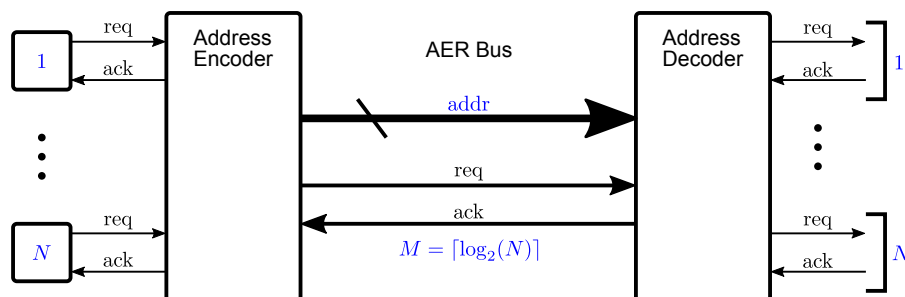 req
1
ack
Address
Encoder
AER Bus
addr
req
ack
M = ⌈log₂(N)⌉
Address
Decoder
req
1
ack
req
N
ack
req
N
ack